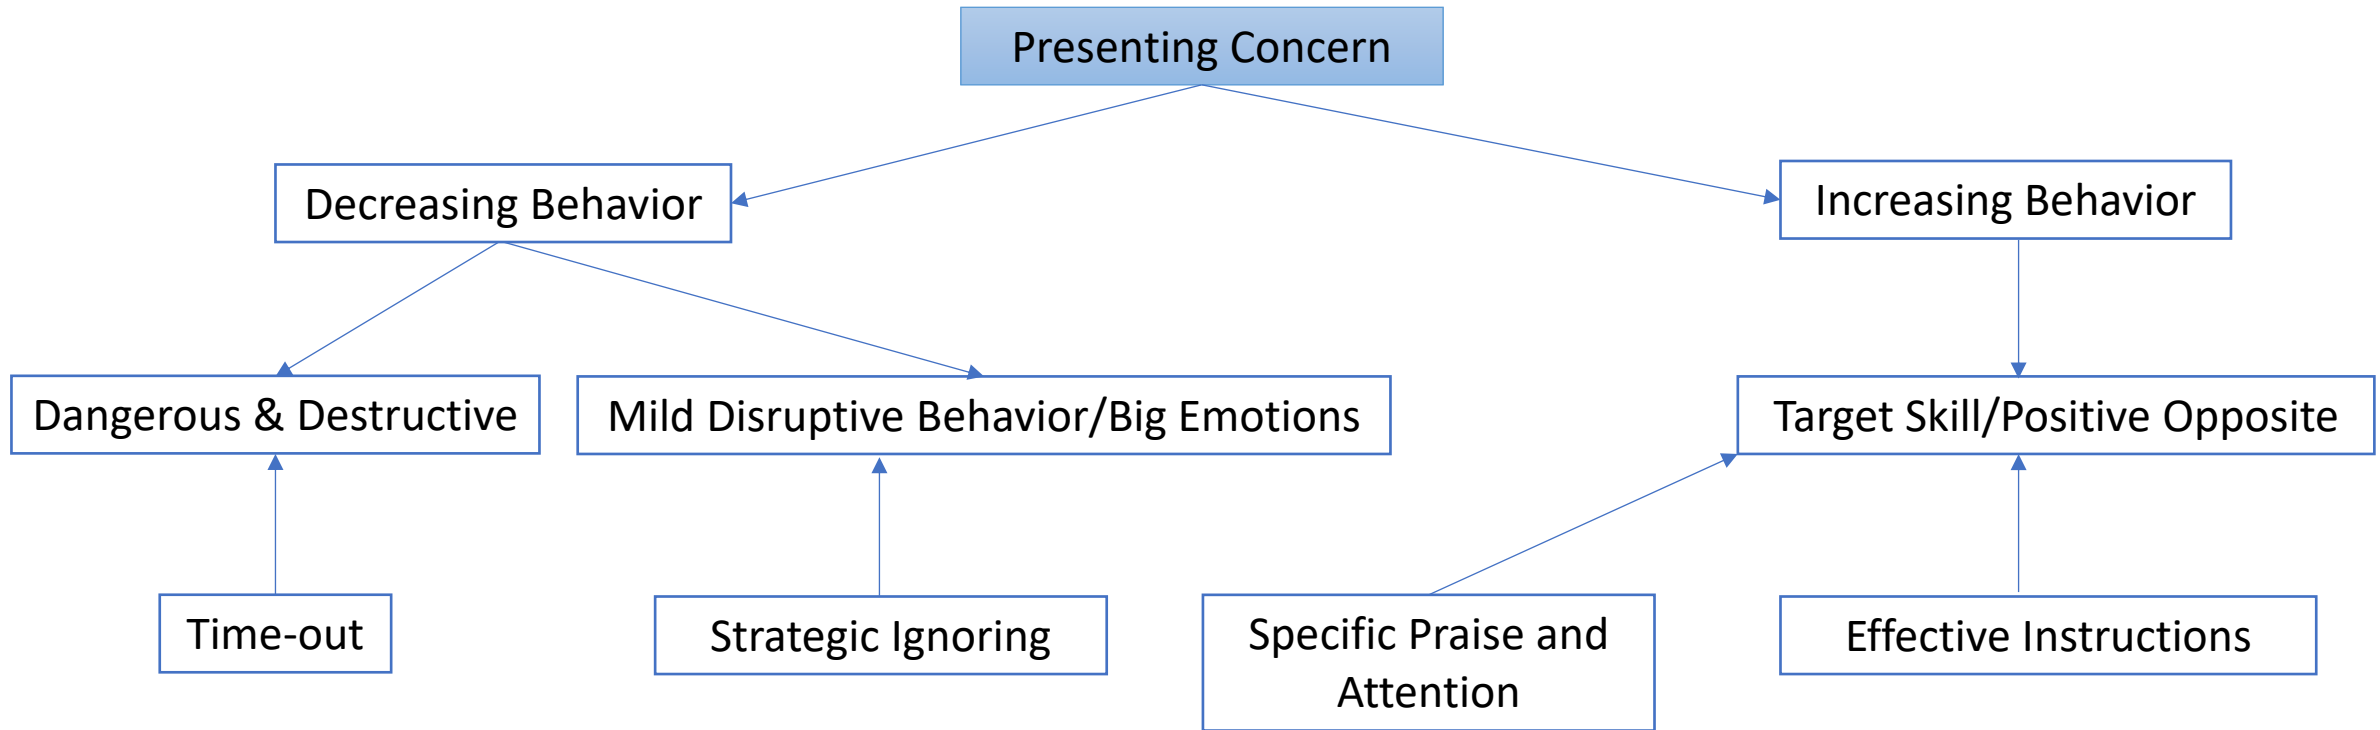 Presenting Concern
Decreasing Behavior
Increasing Behavior
Dangerous & Destructive
Mild Disruptive Behavior/Big Emotions
Target Skill/Positive Opposite
Time-out
Strategic Ignoring
Specific Praise and
Attention
Effective Instructions